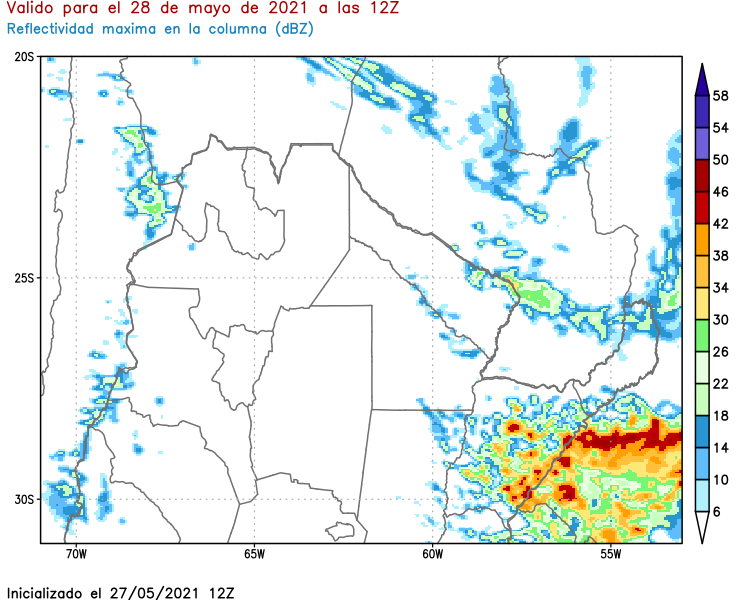 Valido para el 28 de mayo de 2021 a las 12Z
Reflectividad maxima en la columna (dBZ)
20S
25S
30S
70W 65W 60W 55W
58
54
50
46
42
38
34
30
26
22
18
14
10
6
Inicializado el 27/05/2021 12Z